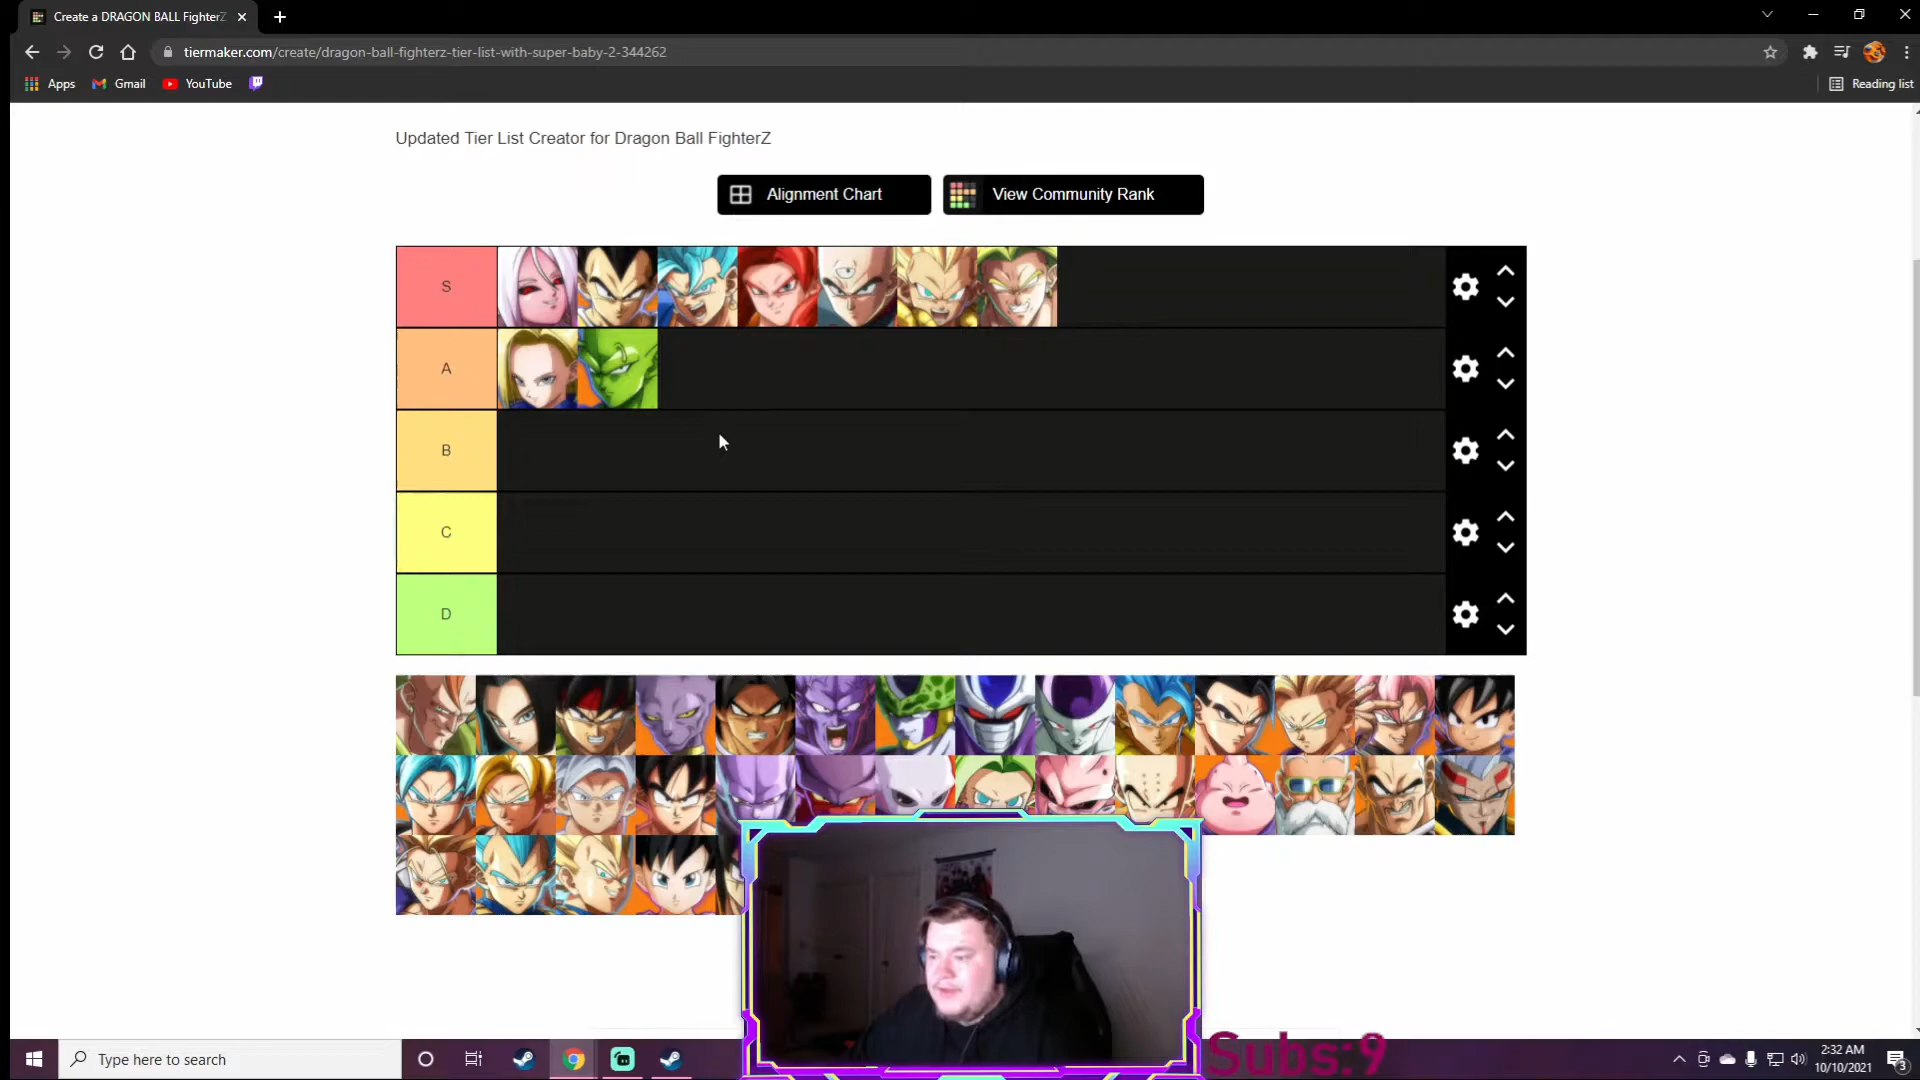 Create a DRAGON BALL FighterZ
tiermaker.com/create/dragon-ball-fighterz-tier-list-with-super-baby-2-344262
Apps Gmail YouTube Reading list
Updated Tier List Creator for Dragon Ball FighterZ
Alignment Chart View Community Rank
S
A
B
C
D
Subs:9
Type here to search
2:32 AM
10/10/2021
3